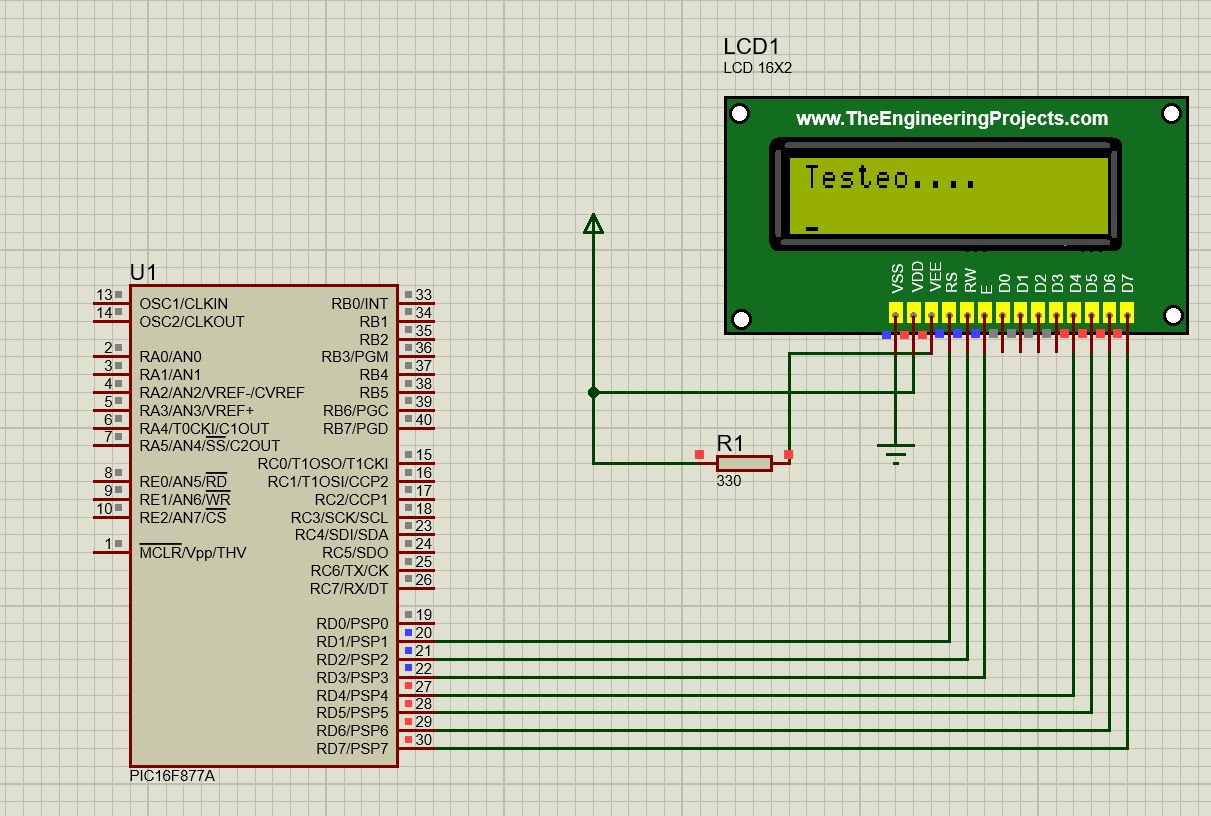 LCD1
LCD 16X2
www.TheEngineeringProjects.com
Testeo....
_
VSS
VDD
VEE
RS
RW
E
D0
D1
D2
D3
D4
D5
D6
D7
R1
330
U1
13 OSC1/CLKIN RB0/INT 33
14 OSC2/CLKOUT RB1 34
RB2 35
2 RA0/AN0 RB3/PGM 36
3 RA1/AN1 RB4 37
4 RA2/AN2/VREF-/CVREF RB5 38
5 RA3/AN3/VREF+ RB6/PGC 39
6 RA4/T0CKI/C1OUT RB7/PGD 40
7 RA5/AN4/SS/C2OUT
RC0/T1OSO/T1CKI 15
8 RE0/AN5/RD RC1/T1OSI/CCP2 16
9 RE1/AN6/WR RC2/CCP1 17
10 RE2/AN7/CS RC3/SCK/SCL 18
RC4/SDI/SDA 23
1 MCLR/Vpp/THV RC5/SDO 24
RC6/TX/CK 25
RC7/RX/DT 26
RD0/PSP0 19
RD1/PSP1 20
RD2/PSP2 21
RD3/PSP3 22
RD4/PSP4 27
RD5/PSP5 28
RD6/PSP6 29
RD7/PSP7 30
PIC16F877A